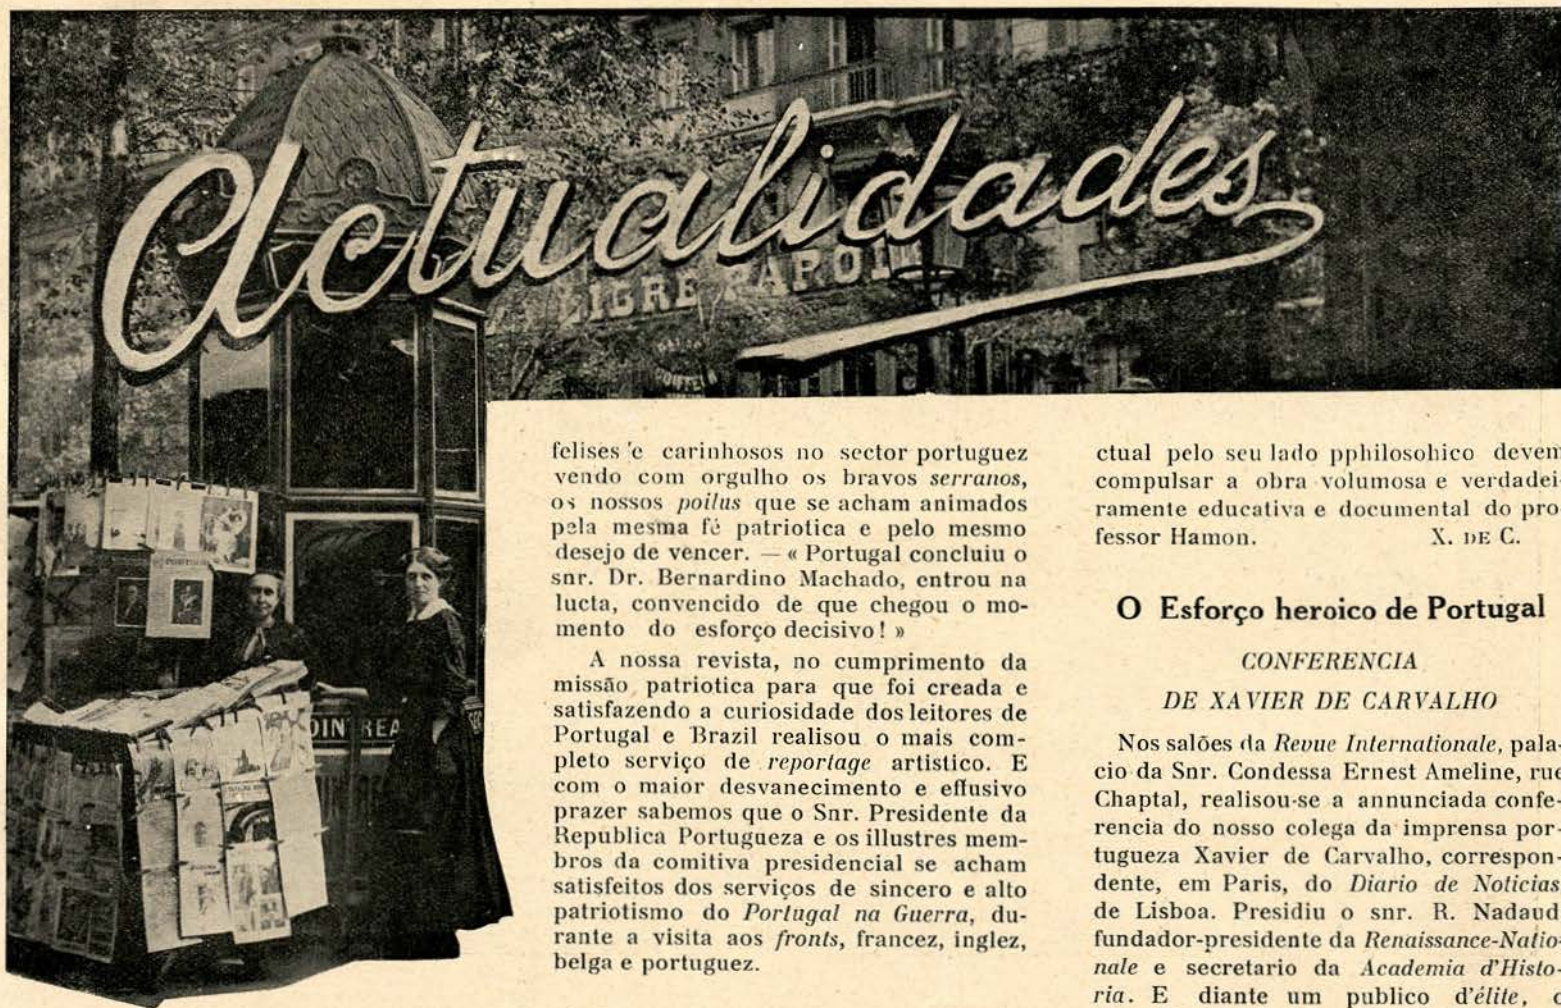 Actualidades
LIBRE
COINTREA
felises e carinhosos no sector portuguez
vendo com orgulho os bravos serranos,
os nossos poilus que se acham animados
pela mesma fé patriotica e pelo mesmo
desejo de vencer. — « Portugal concluiu o
snr. Dr. Bernardino Machado, entrou na
lucta, convencido de que chegou o mo-
mento do esforço decisivo! »
A nossa revista, no cumprimento da
missão patriotica para que foi creada e
satisfazendo a curiosidade dos leitores de
Portugal e Brazil realisou o mais com-
pleto serviço de reportage artistico. E
com o maior desvanecimento e effusivo
prazer sabemos que o Snr. Presidente da
Republica Portugueza e os illustres mem-
bros da comitiva presidencial se acham
satisfeitos dos serviços de sincero e alto
patriotismo do Portugal na Guerra, du-
rante a visita aos fronts, francez, inglez,
belga e portuguez.
ctual pelo seu lado pphilosohico devem
compulsar a obra volumosa e verdadei-
ramente educativa e documental do pro-
fessor Hamon. X. DE C.
O Esforço heroico de Portugal
CONFERENCIA
DE XAVIER DE CARVALHO
Nos salões da Revue Internationale, pala-
cio da Snr. Condessa Ernest Ameline, rue
Chaptal, realisou-se a annunciada confe-
rencia do nosso colega da imprensa por-
tugueza Xavier de Carvalho, correspon-
dente, em Paris, do Diario de Noticias
de Lisboa. Presidiu o snr. R. Nadaud
fundador-presidente da Renaissance-Natio-
nale e secretario da Academia d'Histo-
ria. E diante um publico d'élite, o